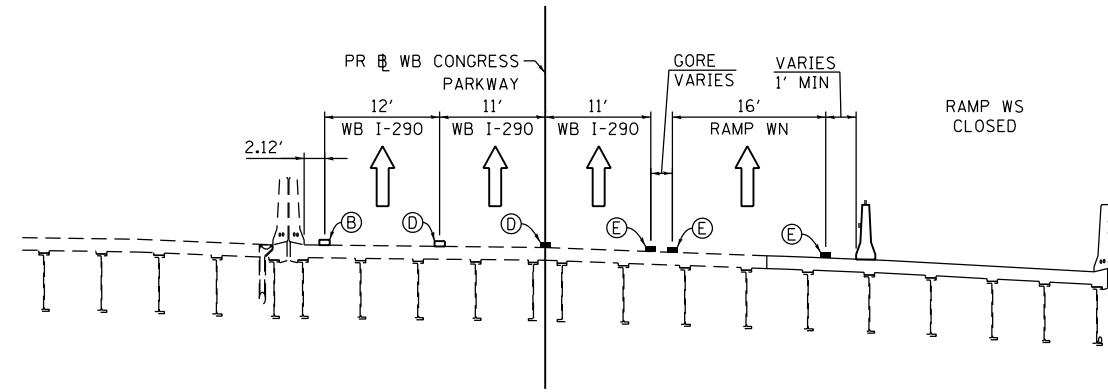 PR ℄ WB CONGRESS
PARKWAY
GORE
VARIES
VARIES
1' MIN
RAMP WS
CLOSED
12'
11'
11'
16'
WB I-290
WB I-290
WB I-290
RAMP WN
2.12'
B
D
D
E
E
E